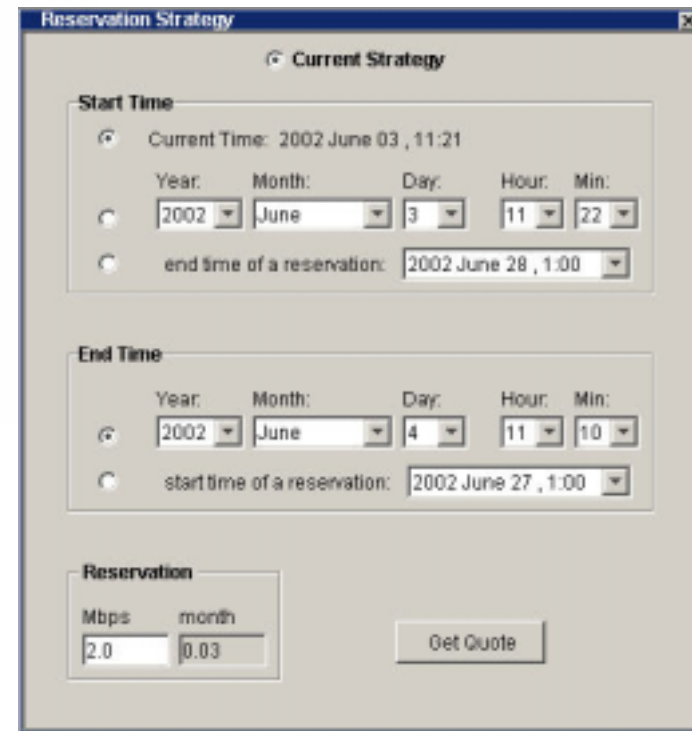 Reservation Strategy
Current Strategy
Start Time
Current Time: 2002 June 03 , 11:21
Year: Month: Day: Hour: Min:
2002 June 3 11 22
end time of a reservation: 2002 June 28 , 1:00
End Time
Year: Month: Day: Hour: Min:
2002 June 4 11 10
start time of a reservation: 2002 June 27 , 1:00
Reservation
Mbps month
2.0 0.03
Get Quote